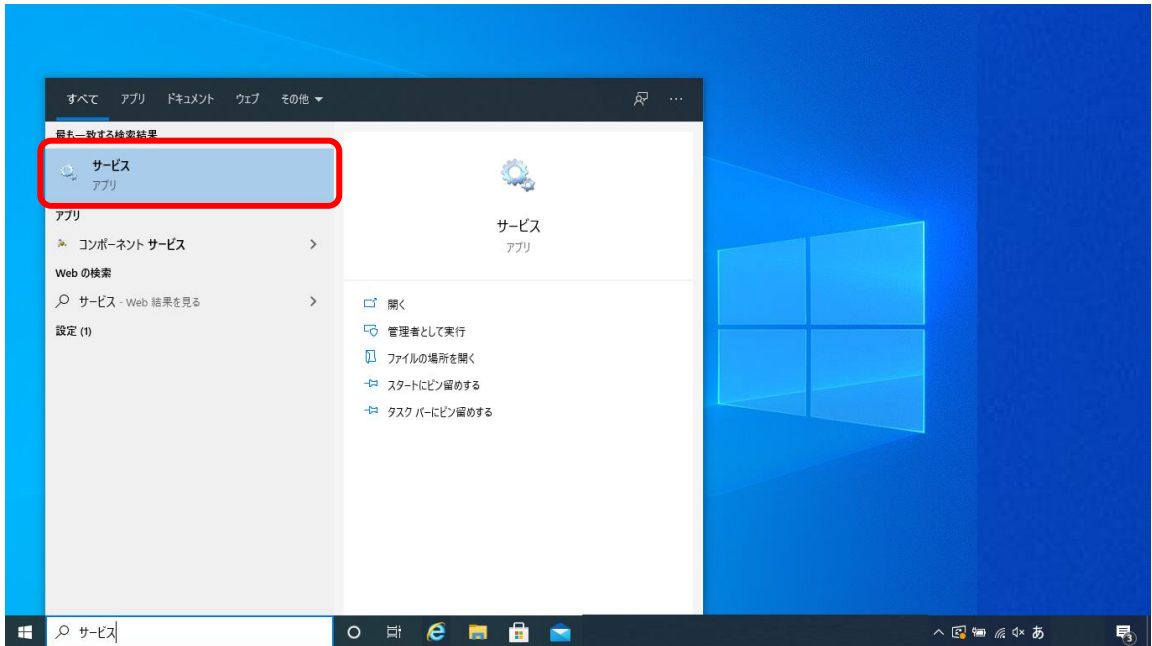 すべて アプリ ドキュメント ウェブ その他
最も一致する検索結果
サービス
アプリ
アプリ
コンポーネント サービス
Web の検索
サービス - Web 結果を見る
設定 (1)
サービス
アプリ
開く
管理者として実行
ファイルの場所を開く
スタートにピン留めする
タスク バーにピン留めする
サービス
あ
3